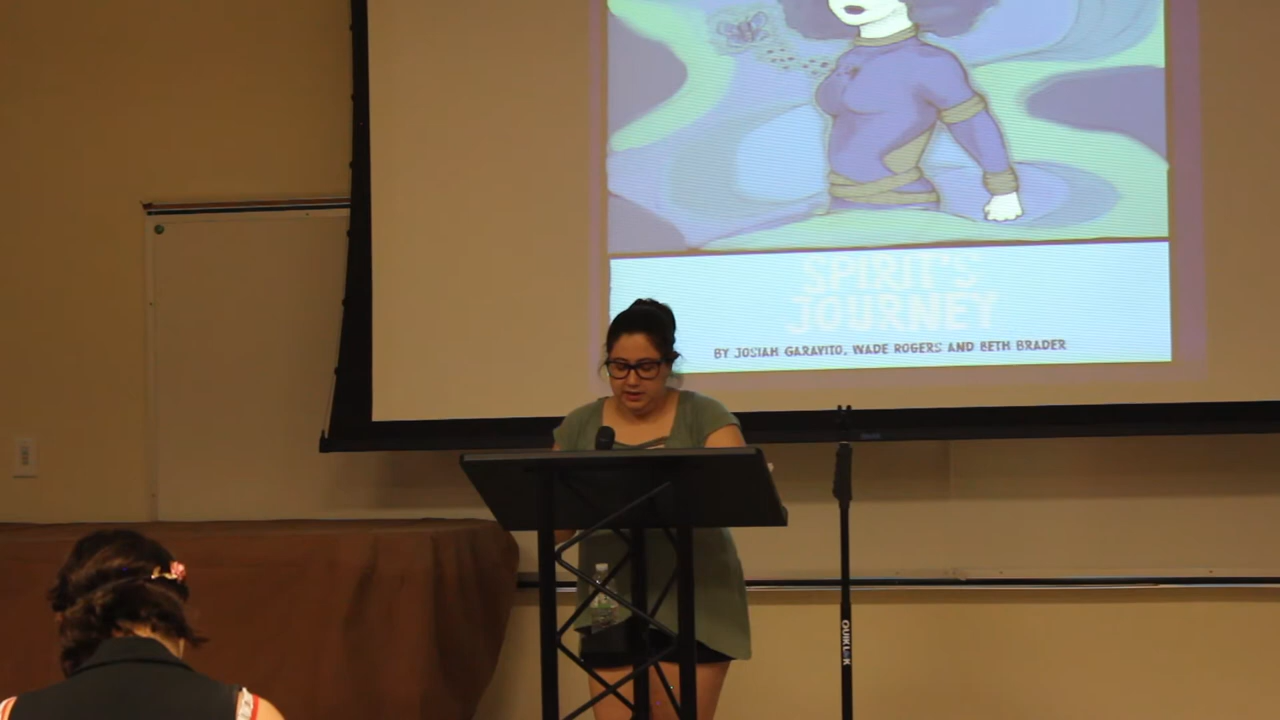 SPIRIT'S
JOURNEY
BY JOSIAH GARAVITO, WADE ROGERS AND BETH BRADER
QUIKLOK